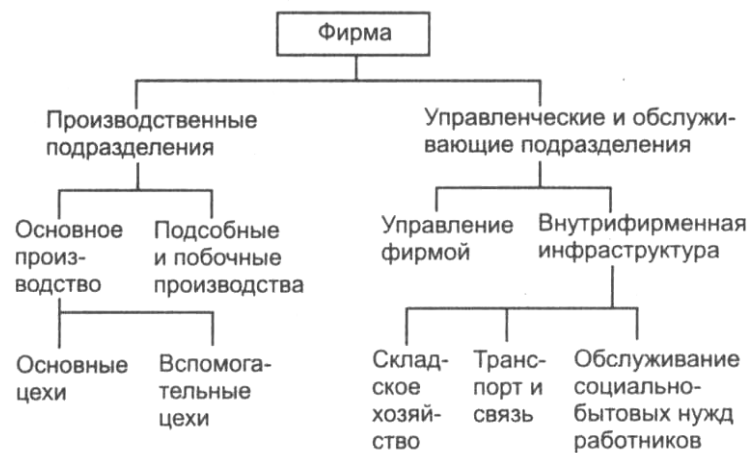 Фирма
Производственные
подразделения
Управленческие и обслужи-
вающие подразделения
Основное
произ-
водство
Подсобные
и побочные
производства
Управление
фирмой
Внутрифирменная
инфраструктура
Основные
цехи
Вспомога-
тельные
цехи
Склад-
ское
хозяй-
ство
Транс-
порт и
связь
Обслуживание
социально-
бытовых нужд
работников